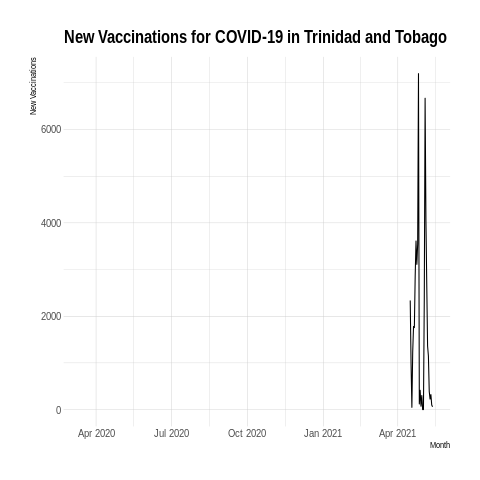 New Vaccinations for COVID-19 in Trinidad and Tobago
New Vaccinations
6000
4000
2000
0
Apr 2020 Jul 2020 Oct 2020 Jan 2021 Apr 2021
Month